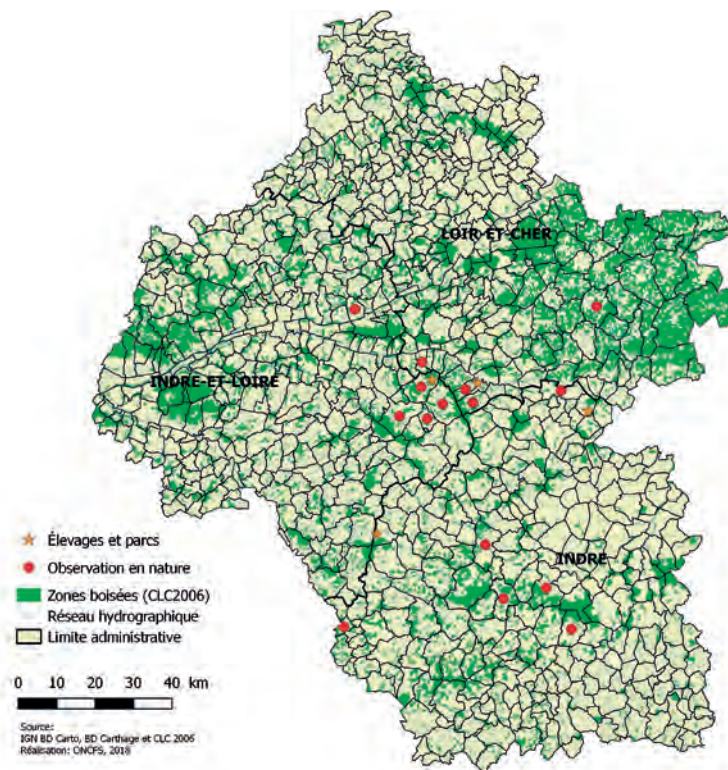 LOIR-ET-CHER
INDRE-ET-LOIRE
INDRE
Élevages et parcs
Observation en nature
Zones boisées (CLC2006)
Réseau hydrographique
Limite administrative
0 10 20 30 40 km
Source:
IGN BD Carto, BD Carthage et CLC 2006
Réalisation: ONCFS, 2018